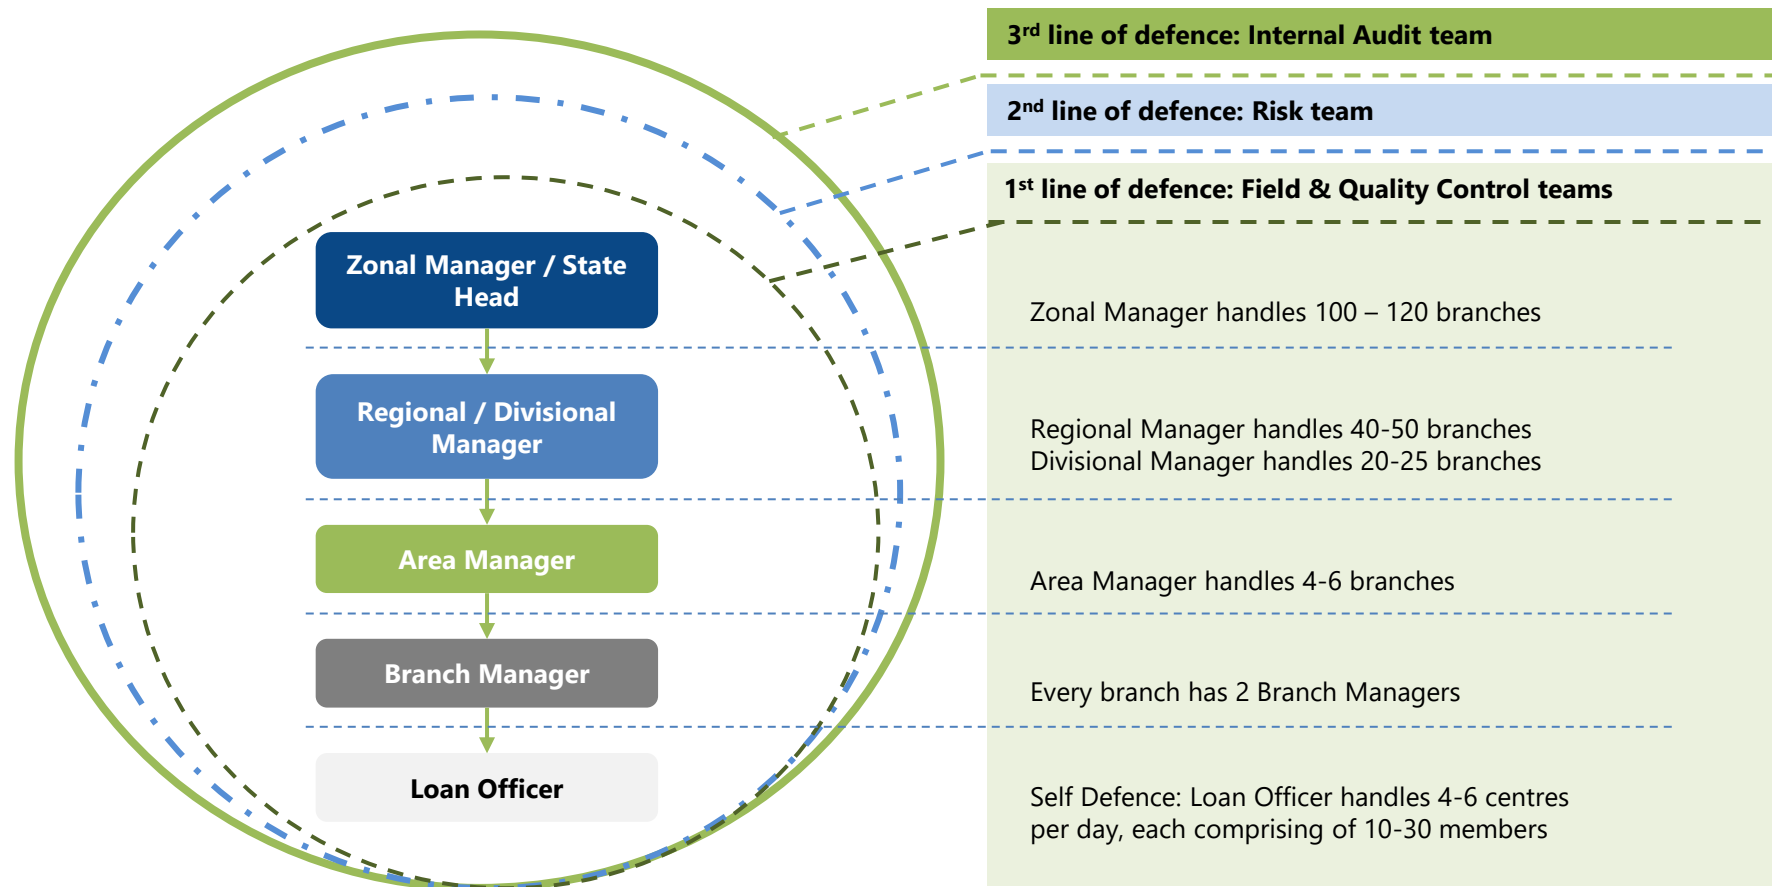 3rd line of defence: Internal Audit team
2nd line of defence: Risk team
1st line of defence: Field & Quality Control teams
Zonal Manager / State
Head
Zonal Manager handles 100 – 120 branches
Regional / Divisional
Manager
Regional Manager handles 40-50 branches
Divisional Manager handles 20-25 branches
Area Manager
Area Manager handles 4-6 branches
Branch Manager
Every branch has 2 Branch Managers
Loan Officer
Self Defence: Loan Officer handles 4-6 centres
per day, each comprising of 10-30 members